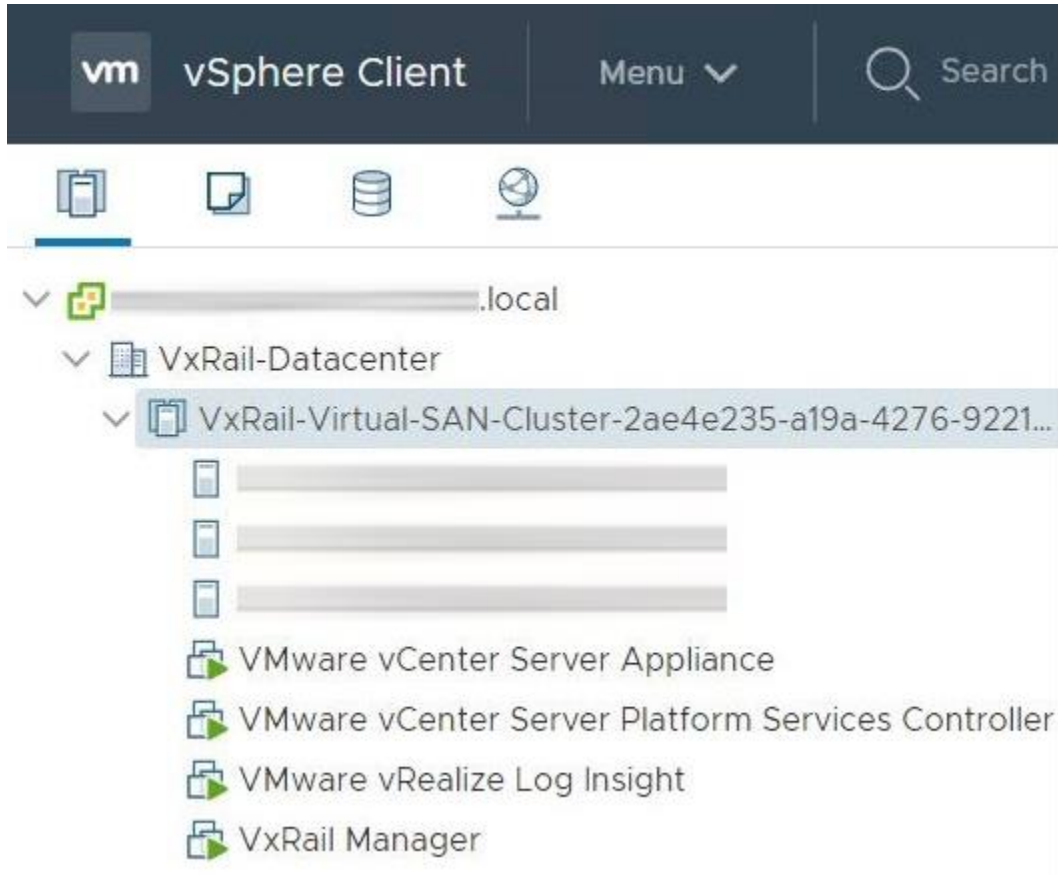 vm vSphere Client Menu Search
.local
VxRail-Datacenter
VxRail-Virtual-SAN-Cluster-2ae4e235-a19a-4276-9221...
VMware vCenter Server Appliance
VMware vCenter Server Platform Services Controller
VMware vRealize Log Insight
VxRail Manager